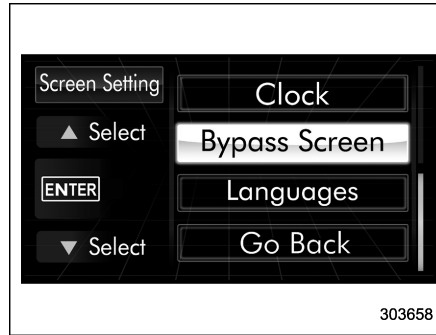 Screen Setting
▲ Select
ENTER
▼ Select
Clock
Bypass Screen
Languages
Go Back
303658